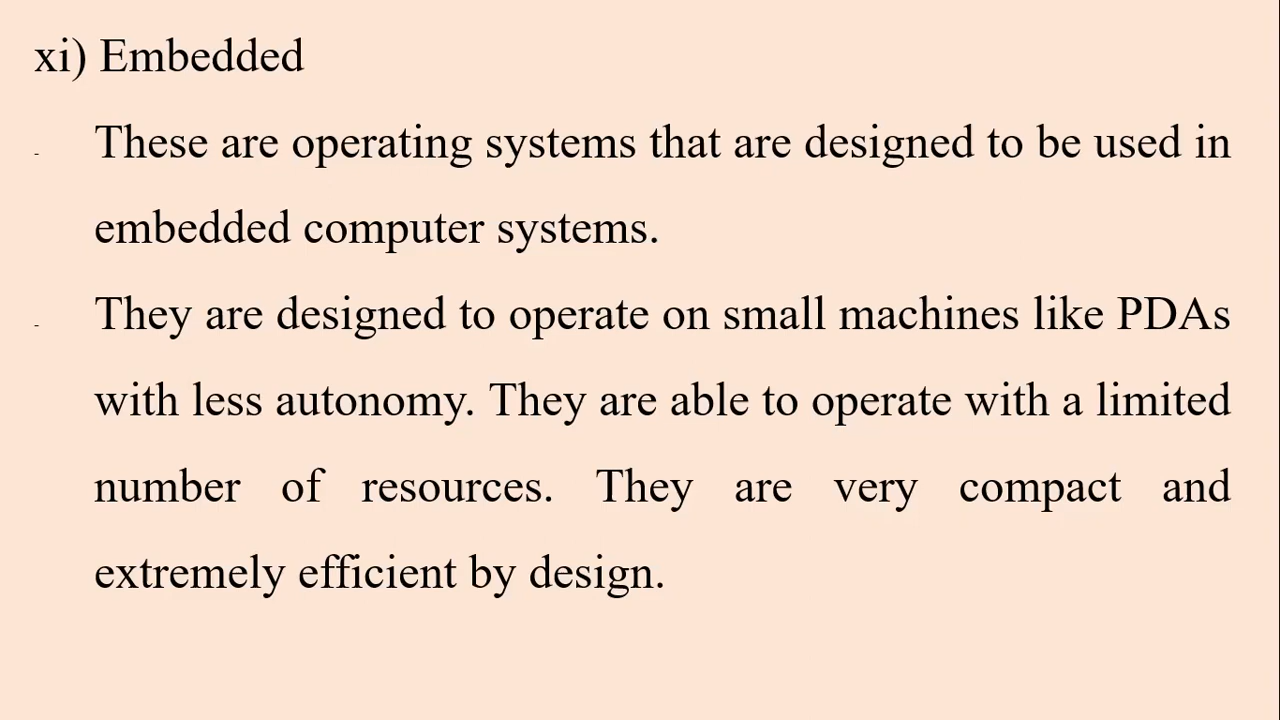 xi) Embedded
- These are operating systems that are designed to be used in
embedded computer systems.
- They are designed to operate on small machines like PDAs
with less autonomy. They are able to operate with a limited
number of resources. They are very compact and
extremely efficient by design.